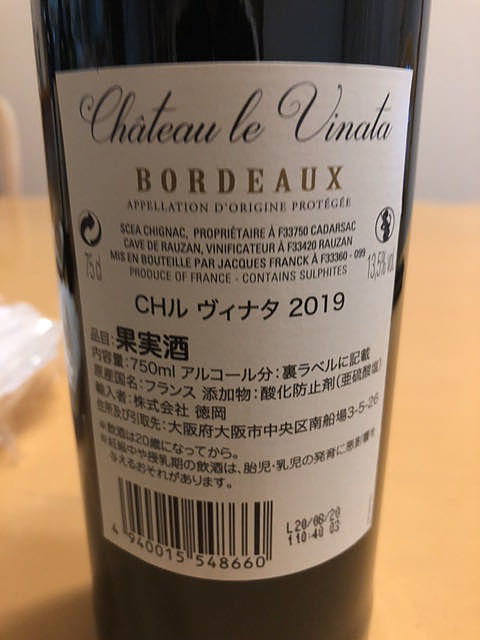 Château le Vinata
BORDEAUX
APPELLATION D'ORIGINE PROTÉGÉE
SCEA CHIGNAC, PROPRIÉTAIRE À F33750 CADARSAC
CAVE DE RAUZAN, VINIFICATEUR À F33420 RAUZAN
MIS EN BOUTEILLE PAR JACQUES FRANCK À F33360 - 099
PRODUCE OF FRANCE - CONTAINS SULPHITES
75 cl
13,5% vol
CHル ヴィナタ 2019
品目:果実酒
内容量:750ml アルコール分:裏ラベルに記載
原産国名:フランス 添加物:酸化防止剤(亜硫酸塩)
輸入者:株式会社 徳岡
住所及び引取先:大阪府大阪市中央区南船場3-5-26
※飲酒は20歳になってから。
※妊娠中や授乳期の飲酒は、胎児・乳児の発育に悪影響を
与えるおそれがあります。
4 940015 548660
L20/08/20
110:40 03